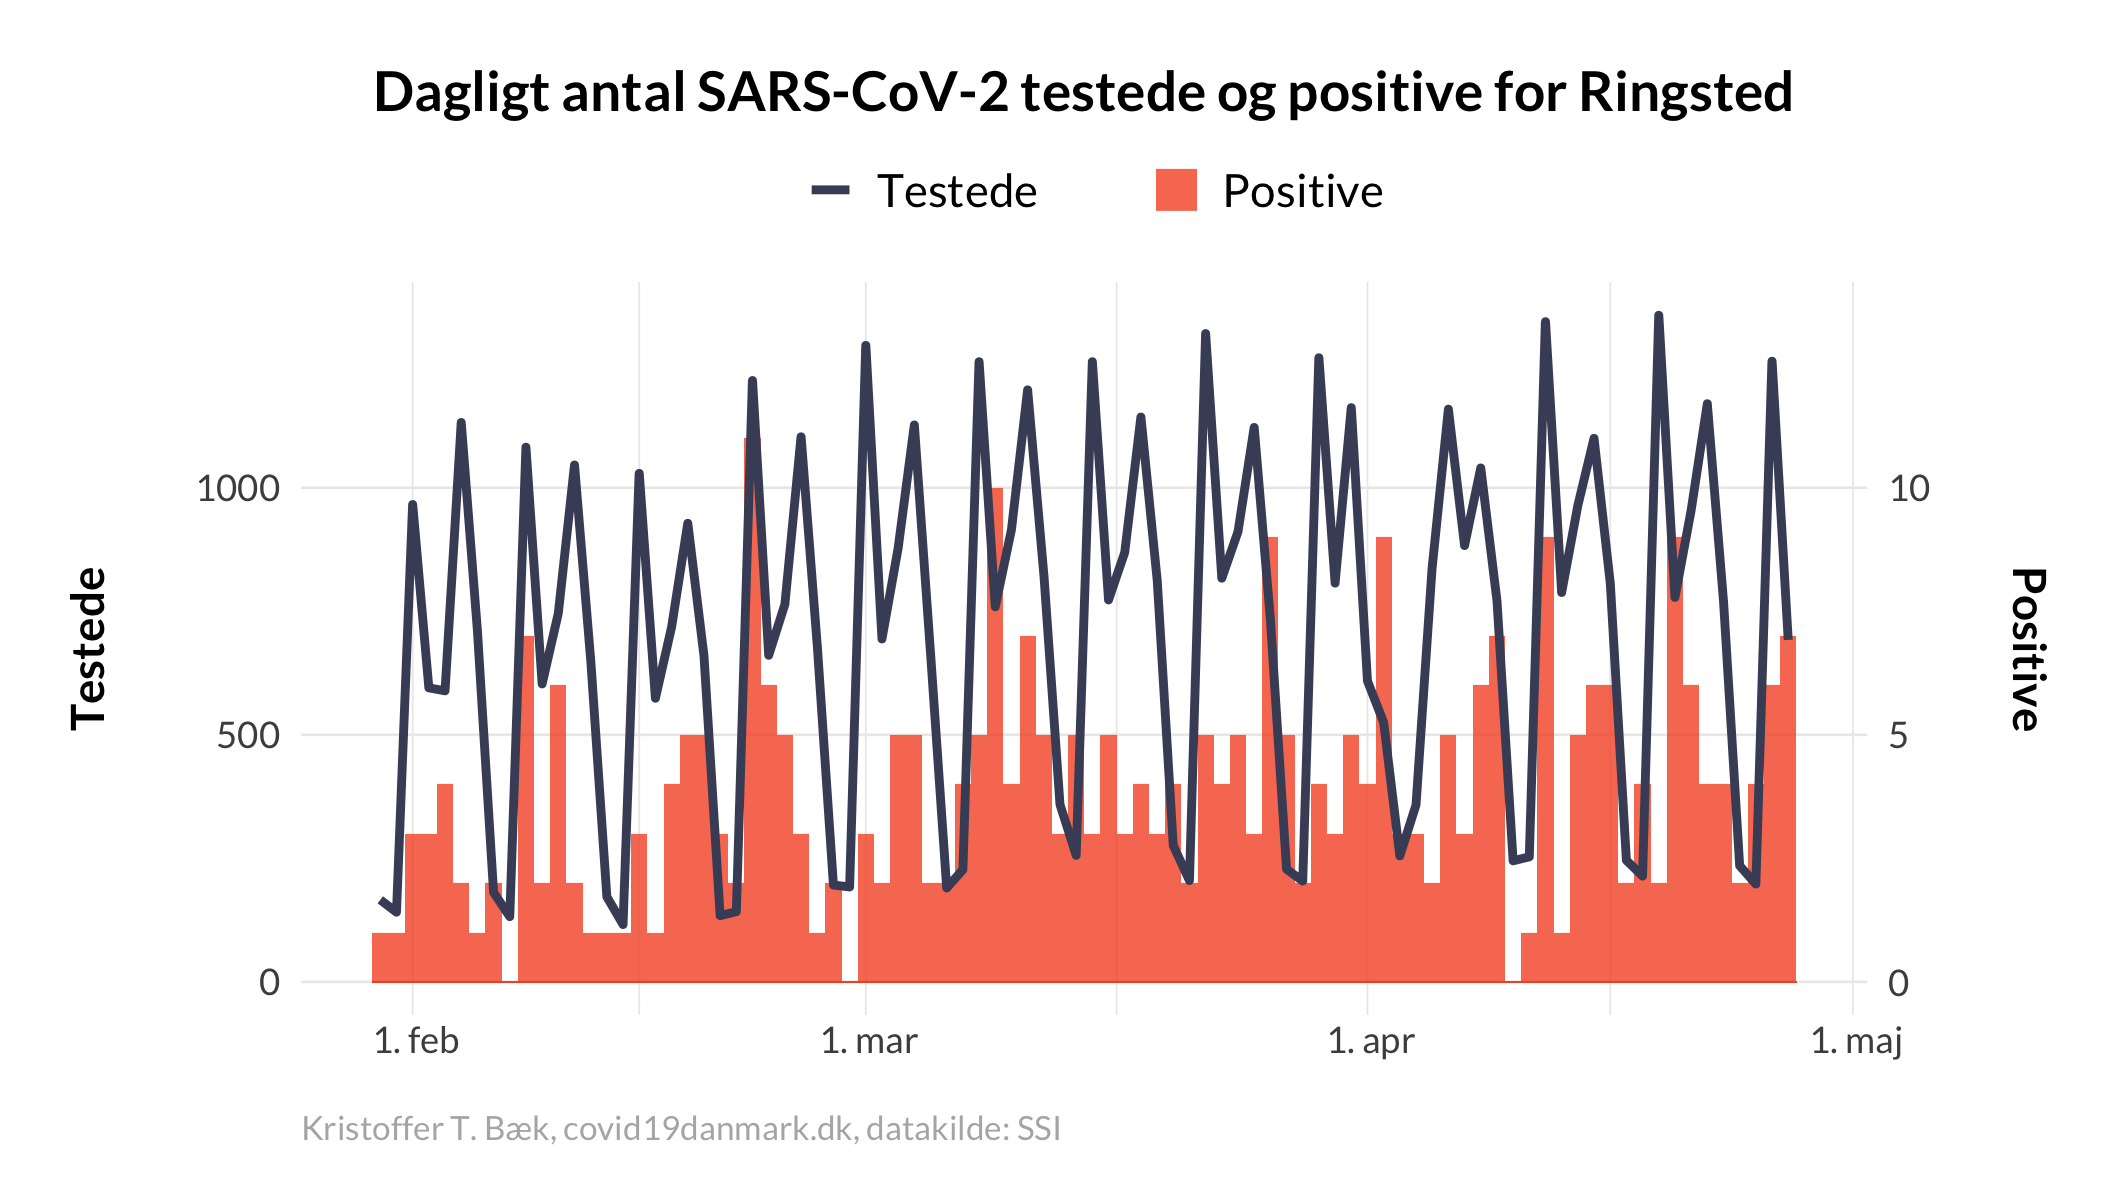 Dagligt antal SARS-CoV-2 testede og positive for Ringsted
Testede
Positive
1000
500
0
10
5
0
Testede
Positive
1. feb
1. mar
1. apr
1. maj
Kristoffer T. Bæk, covid19danmark.dk, datakilde: SSI